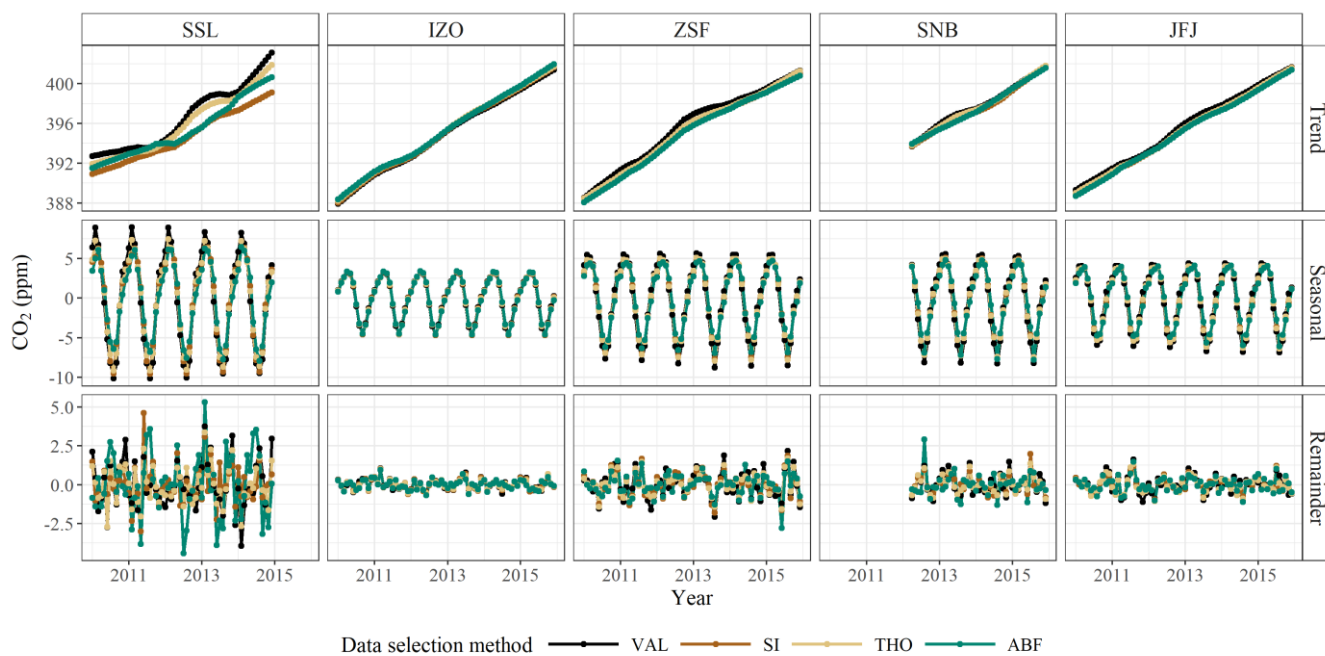 SSL IZO ZSF SNB JFJ
400
396
392
388
Trend
5
0
-5
-10
Seasonal
5.0
2.5
0.0
-2.5
Remainder
CO₂ (ppm)
2011 2013 2015 2011 2013 2015 2011 2013 2015 2011 2013 2015 2011 2013 2015
Year
Data selection method VAL SI THO ABF